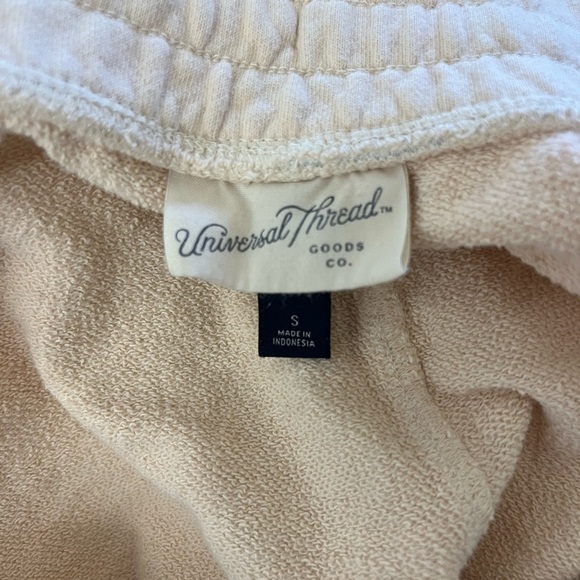 Universal Thread™
GOODS
CO.
S
MADE IN
INDONESIA